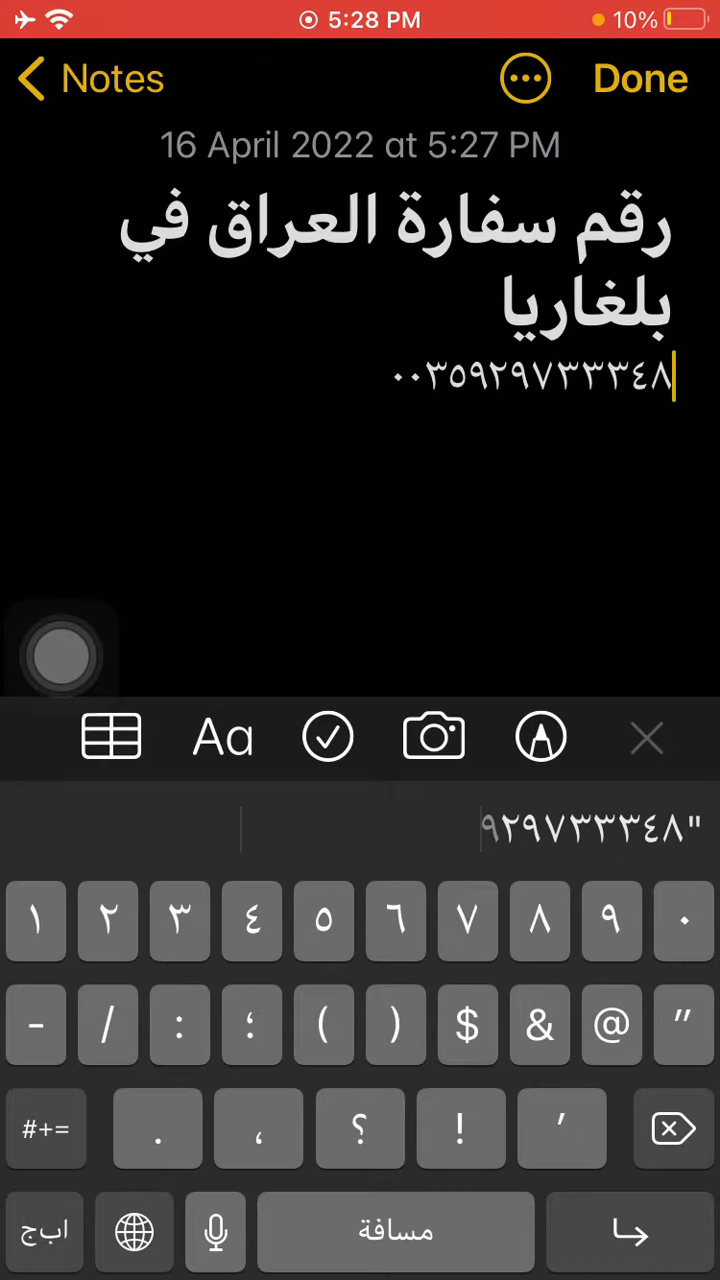 5:28 PM
10%
Notes
Done
16 April 2022 at 5:27 PM
رقم سفارة العراق في
بلغاريا
٠٠٣٥٩٢٩٧٣٣٣٤٨
Aa
٩٢٩٧٣٣٣٤٨"
١ ٢ ٣ ٤ ٥ ٦ ٧ ٨ ٩ ٠
- / : ؛ ( ) $ & @ "
#+= . ، ؟ ! '
اب‌ج مسافة